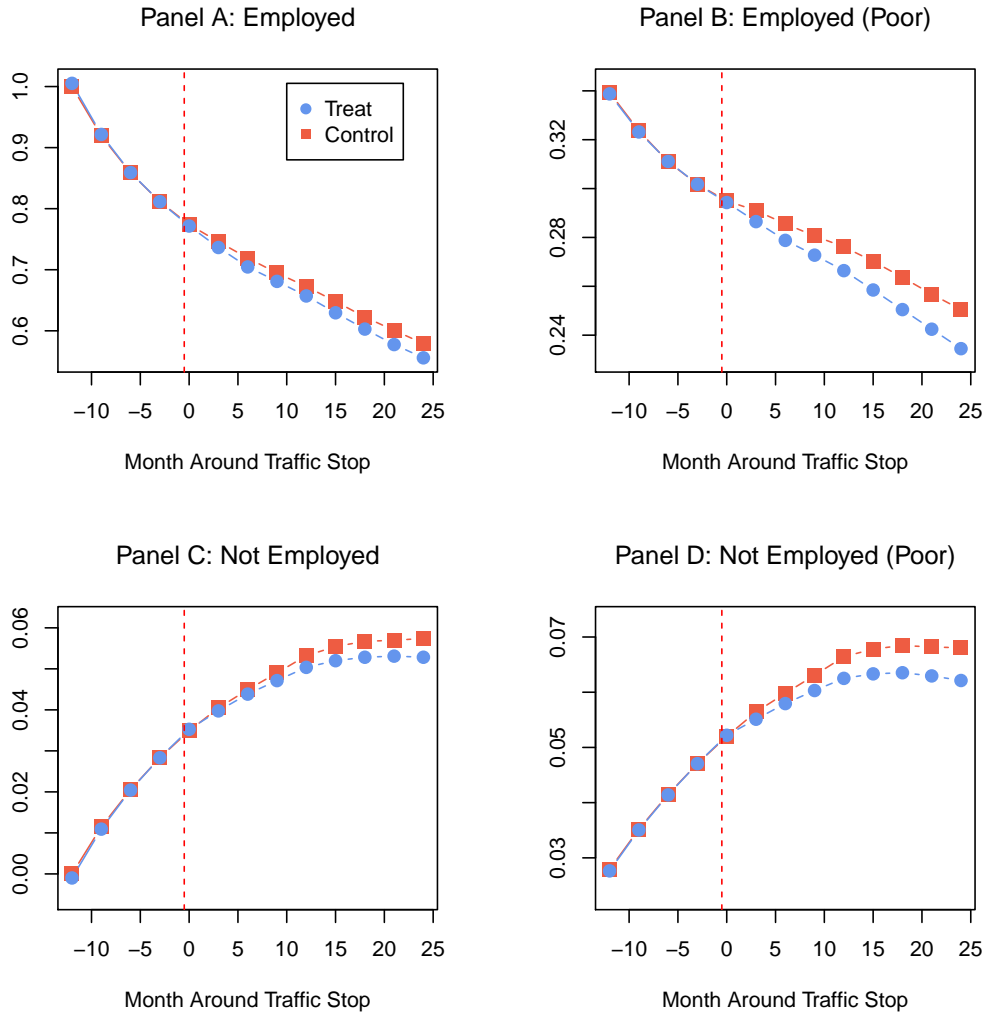 Panel A: Employed
1.0
0.9
0.8
0.7
0.6
Treat
Control
−10 −5 0 5 10 15 20 25
Month Around Traffic Stop
Panel B: Employed (Poor)
0.32
0.28
0.24
−10 −5 0 5 10 15 20 25
Month Around Traffic Stop
Panel C: Not Employed
0.06
0.04
0.02
0.00
−10 −5 0 5 10 15 20 25
Month Around Traffic Stop
Panel D: Not Employed (Poor)
0.07
0.05
0.03
−10 −5 0 5 10 15 20 25
Month Around Traffic Stop